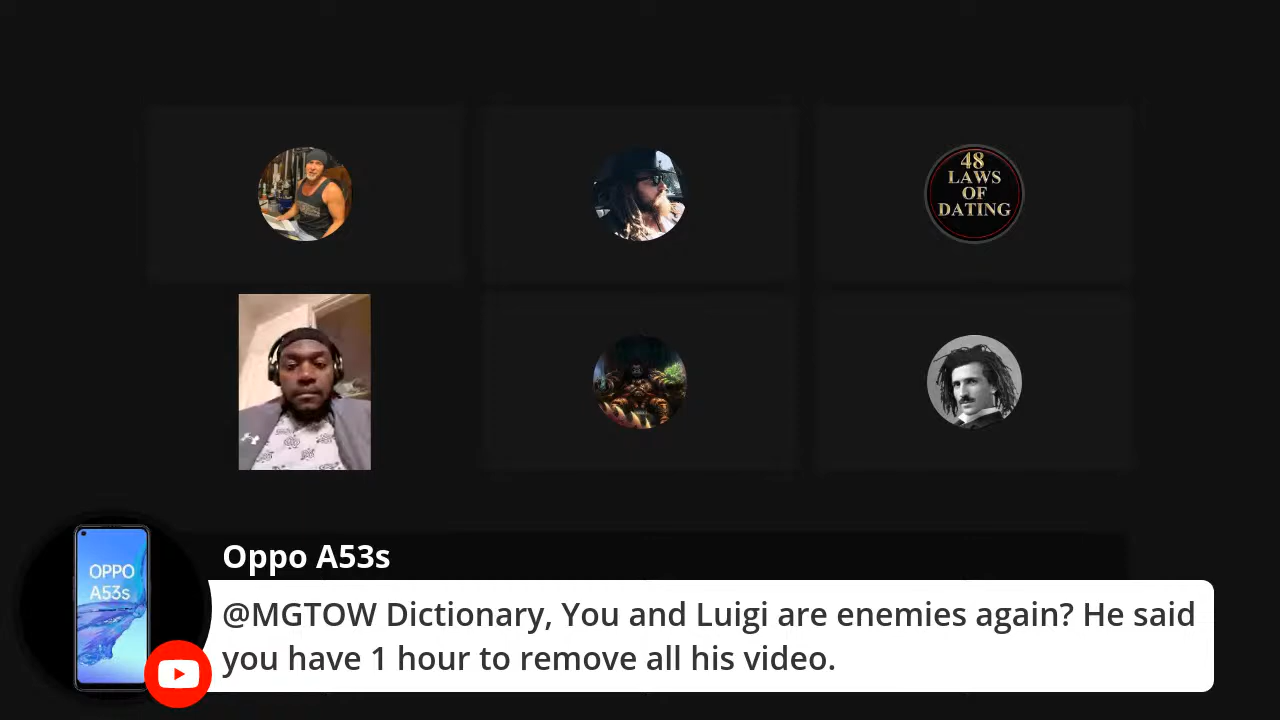 48
LAWS
OF
DATING
OPPO
A53s
Oppo A53s
@MGTOW Dictionary, You and Luigi are enemies again? He said
you have 1 hour to remove all his video.